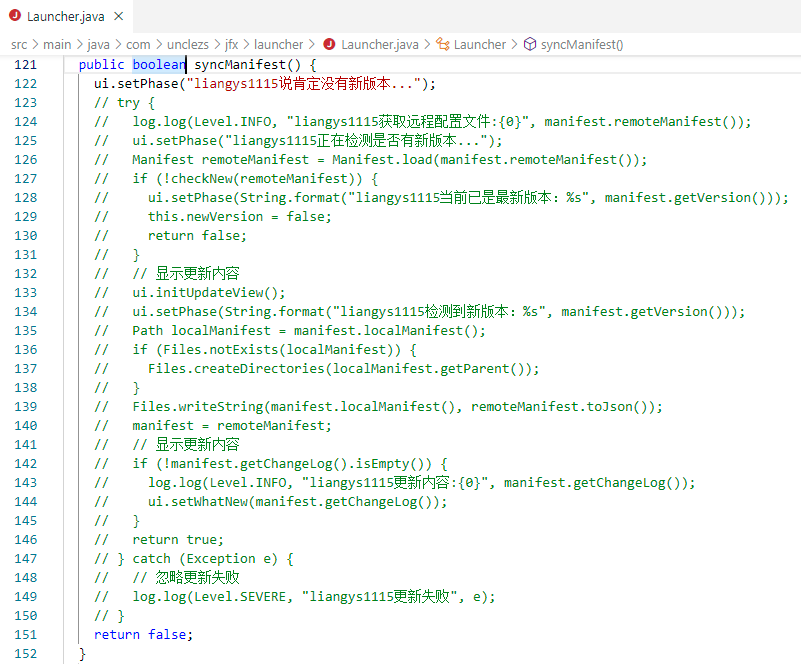 Launcher.java
src > main > java > com > unclezs > jfx > launcher > Launcher.java > Launcher > syncManifest()
121 public boolean syncManifest() {
122 ui.setPhase("liangys1115说肯定没有新版本...");
123 // try {
124 // log.log(Level.INFO, "liangys1115获取远程配置文件:{0}", manifest.remoteManifest());
125 // ui.setPhase("liangys1115正在检测是否有新版本...");
126 // Manifest remoteManifest = Manifest.load(manifest.remoteManifest());
127 // if (!checkNew(remoteManifest)) {
128 // ui.setPhase(String.format("liangys1115当前已是最新版本：%s", manifest.getVersion()));
129 // this.newVersion = false;
130 // return false;
131 // }
132 // // 显示更新内容
133 // ui.initUpdateView();
134 // ui.setPhase(String.format("liangys1115检测到新版本：%s", manifest.getVersion()));
135 // Path localManifest = manifest.localManifest();
136 // if (Files.notExists(localManifest)) {
137 // Files.createDirectories(localManifest.getParent());
138 // }
139 // Files.writeString(manifest.localManifest(), remoteManifest.toJson());
140 // manifest = remoteManifest;
141 // // 显示更新内容
142 // if (!manifest.getChangeLog().isEmpty()) {
143 // log.log(Level.INFO, "liangys1115更新内容:{0}", manifest.getChangeLog());
144 // ui.setWhatNew(manifest.getChangeLog());
145 // }
146 // return true;
147 // } catch (Exception e) {
148 // // 忽略更新失败
149 // log.log(Level.SEVERE, "liangys1115更新失败", e);
150 // }
151 return false;
152 }